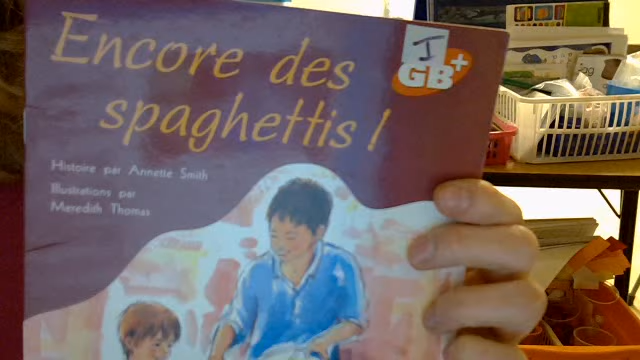 Encore des
spaghettis !
I
GB+
Histoire par Annette Smith
Illustrations par
Meredith Thomas